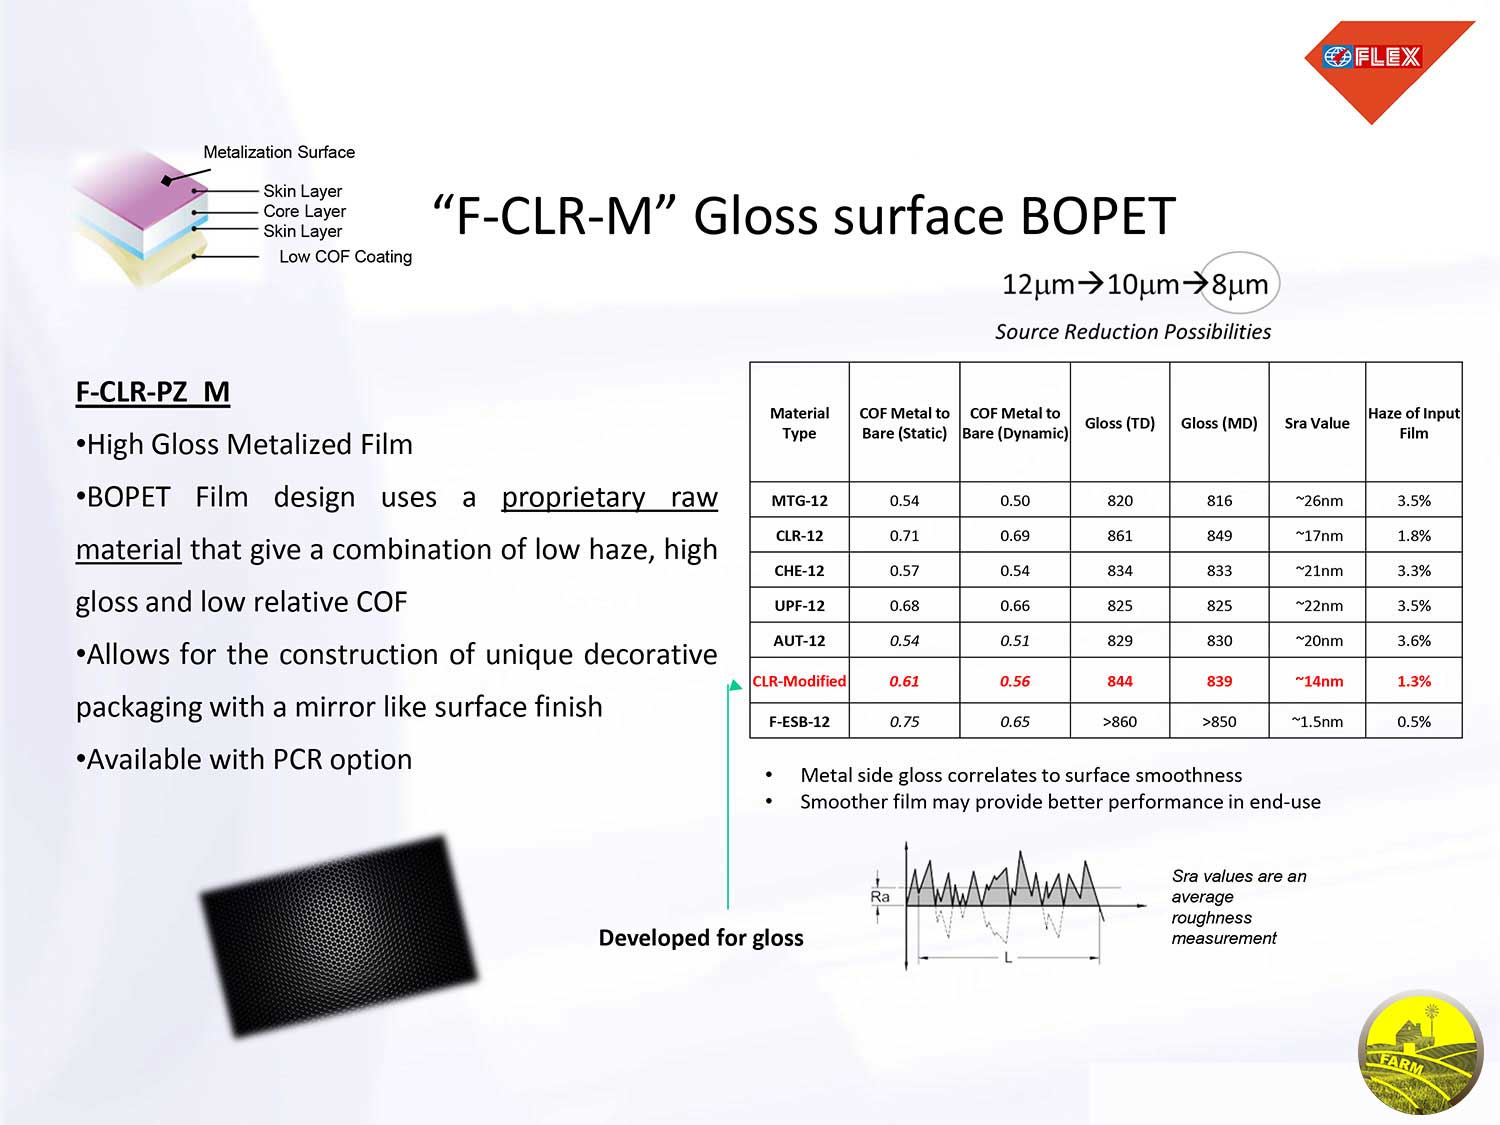 FLEX
Metalization Surface
Skin Layer
Core Layer
Skin Layer
Low COF Coating
“F-CLR-M” Gloss surface BOPET
12μm→10μm→8μm
Source Reduction Possibilities
F-CLR-PZ M
•High Gloss Metalized Film
•BOPET Film design uses a proprietary raw
material that give a combination of low haze, high
gloss and low relative COF
•Allows for the construction of unique decorative
packaging with a mirror like surface finish
•Available with PCR option
Material Type COF Metal to Bare (Static) COF Metal to Bare (Dynamic) Gloss (TD) Gloss (MD) Sra Value Haze of Input Film
MTG-12 0.54 0.50 820 816 ~26nm 3.5%
CLR-12 0.71 0.69 861 849 ~17nm 1.8%
CHE-12 0.57 0.54 834 833 ~21nm 3.3%
UPF-12 0.68 0.66 825 825 ~22nm 3.5%
AUT-12 0.54 0.51 829 830 ~20nm 3.6%
CLR-Modified 0.61 0.56 844 839 ~14nm 1.3%
F-ESB-12 0.75 0.65 >860 >850 ~1.5nm 0.5%
• Metal side gloss correlates to surface smoothness
• Smoother film may provide better performance in end-use
Developed for gloss
Ra
L
Sra values are an
average
roughness
measurement
FARM